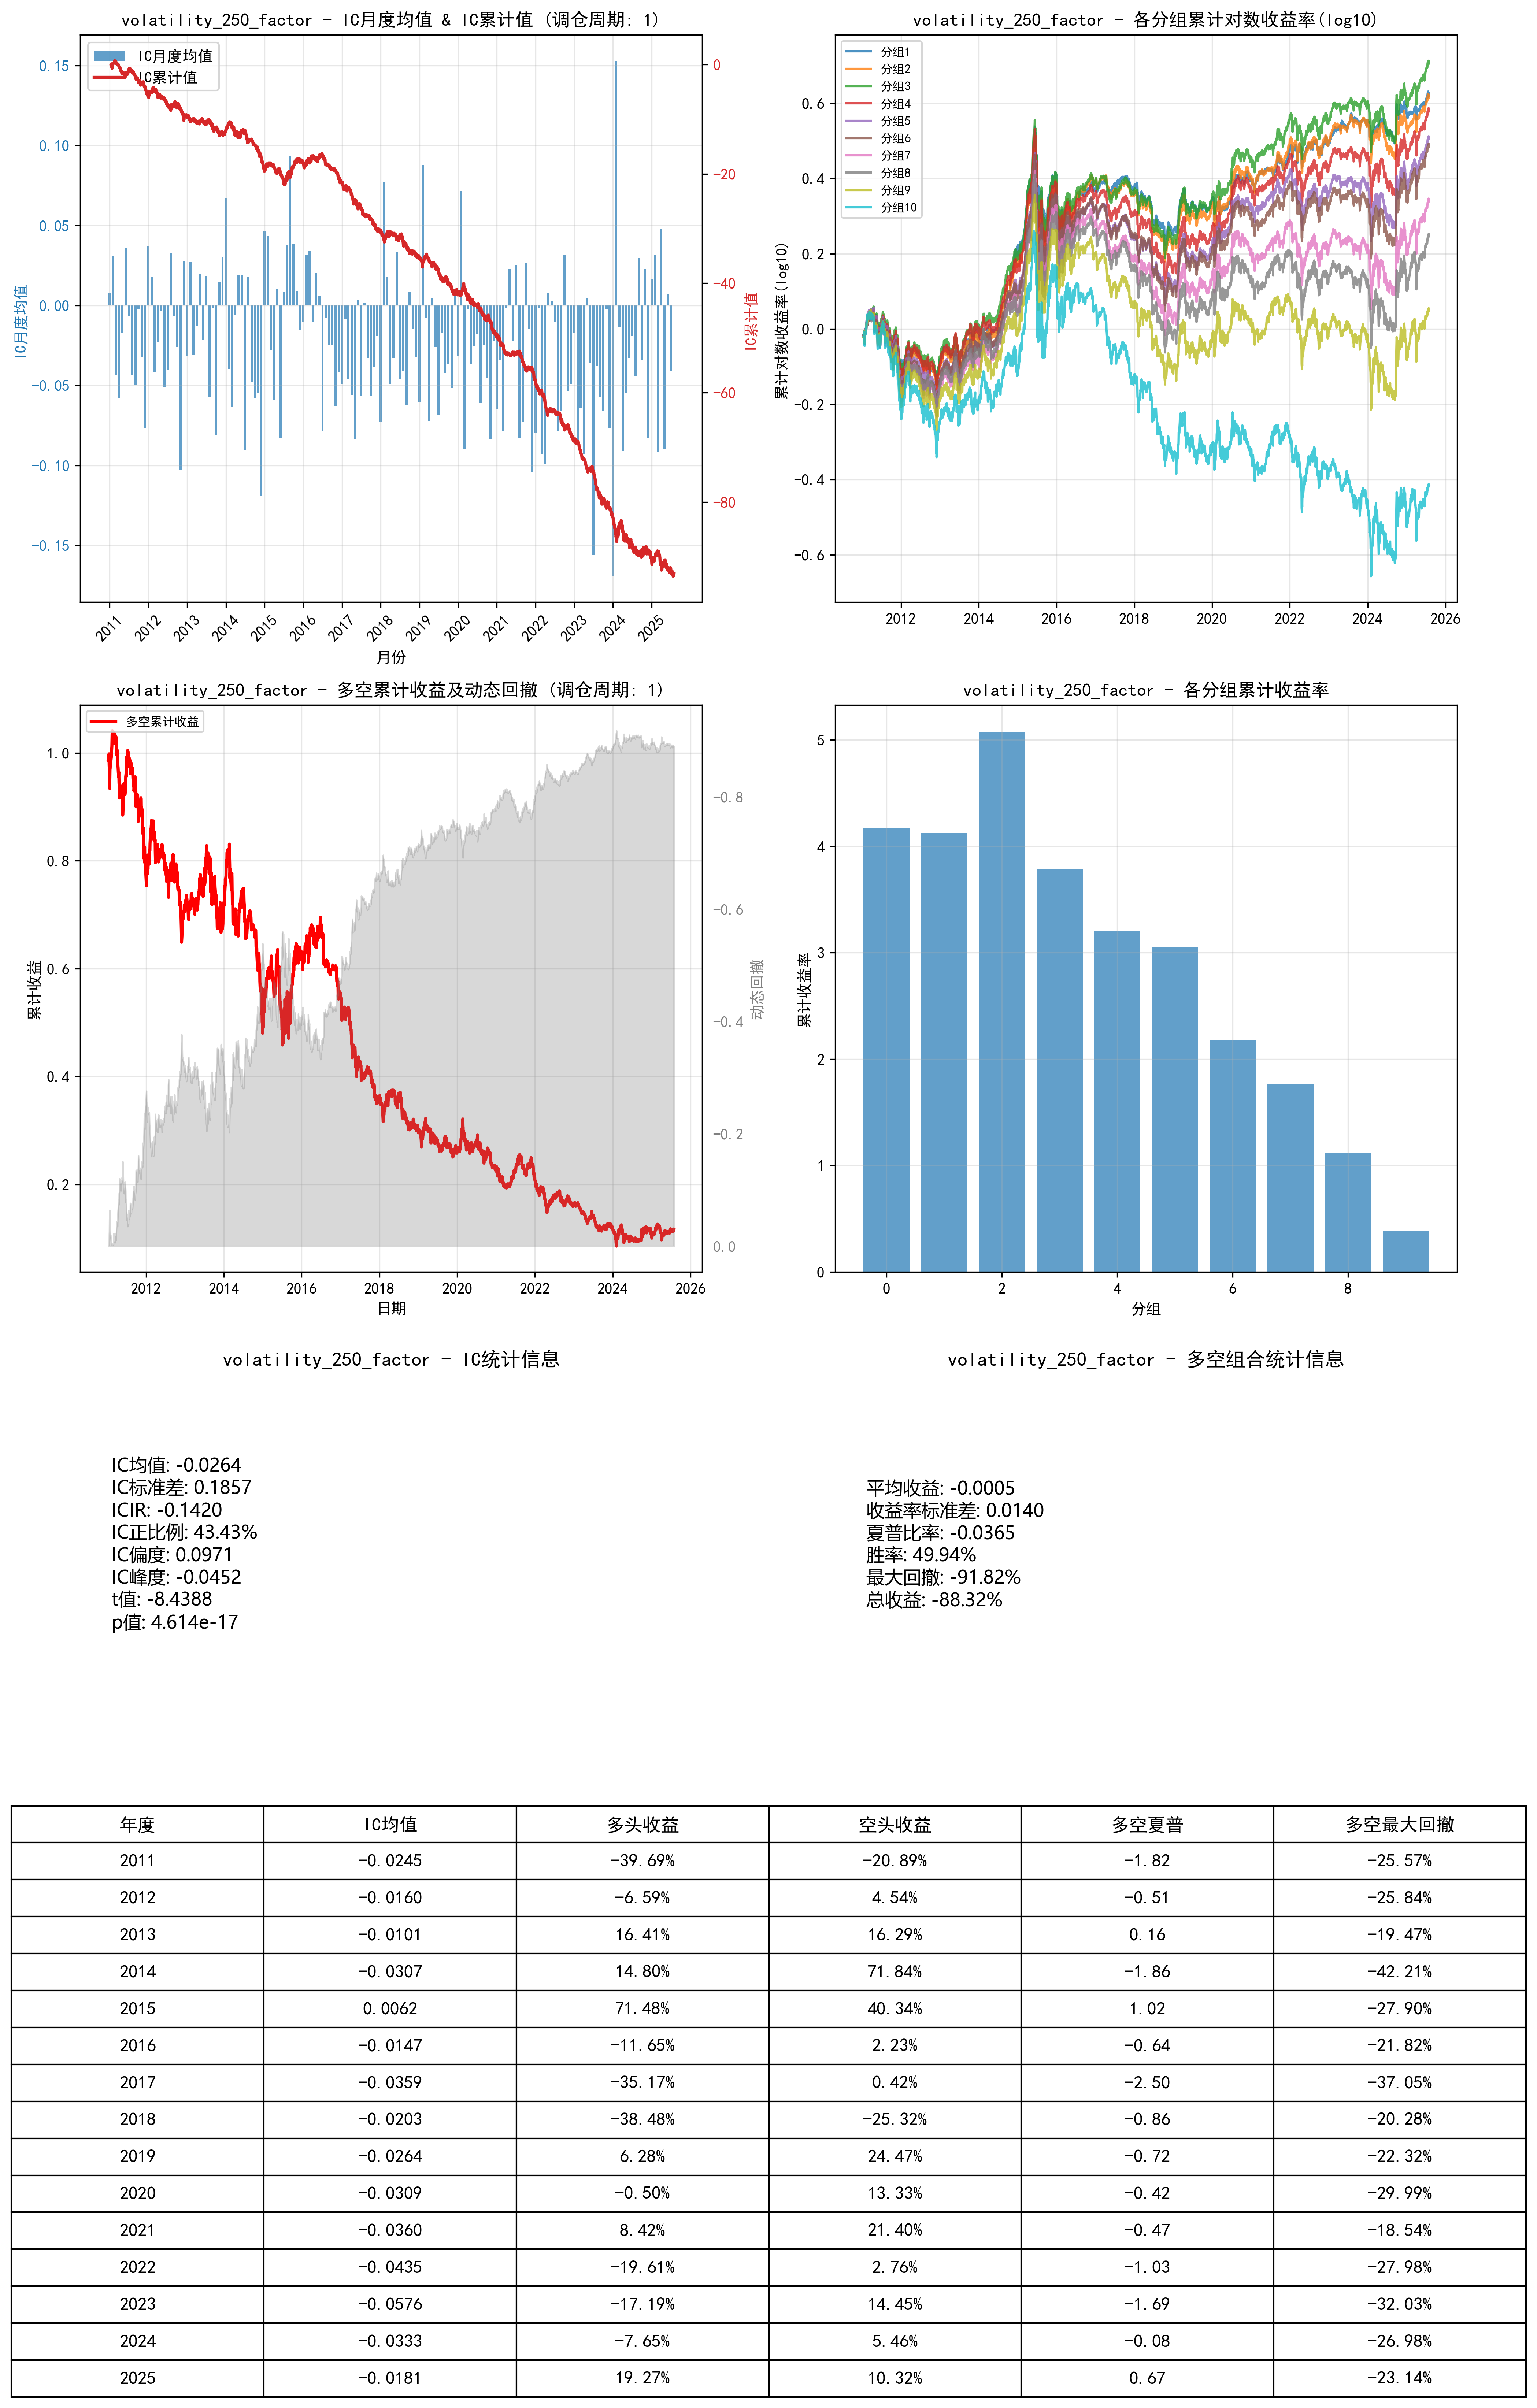 volatility_250_factor - IC月度均值 & IC累计值 (调仓周期: 1)
IC月度均值
IC累计值
0.15
0.10
0.05
0.00
−0.05
−0.10
−0.15
IC月度均值
0
−20
−40
−60
−80
IC累计值
2011
2012
2013
2014
2015
2016
2017
2018
2019
2020
2021
2022
2023
2024
2025
月份
volatility_250_factor - 各分组累计对数收益率(log10)
分组1
分组2
分组3
分组4
分组5
分组6
分组7
分组8
分组9
分组10
0.6
0.4
0.2
0.0
−0.2
−0.4
−0.6
累计对数收益率(log10)
2012
2014
2016
2018
2020
2022
2024
2026
volatility_250_factor - 多空累计收益及动态回撤 (调仓周期: 1)
多空累计收益
1.0
0.8
0.6
0.4
0.2
累计收益
−0.8
−0.6
−0.4
−0.2
0.0
动态回撤
2012
2014
2016
2018
2020
2022
2024
2026
日期
volatility_250_factor - 各分组累计收益率
5
4
3
2
1
0
累计收益率
0
2
4
6
8
分组
volatility_250_factor - IC统计信息
IC均值: -0.0264
IC标准差: 0.1857
ICIR: -0.1420
IC正比例: 43.43%
IC偏度: 0.0971
IC峰度: -0.0452
t值: -8.4388
p值: 4.614e-17
volatility_250_factor - 多空组合统计信息
平均收益: -0.0005
收益率标准差: 0.0140
夏普比率: -0.0365
胜率: 49.94%
最大回撤: -91.82%
总收益: -88.32%
年度 IC均值 多头收益 空头收益 多空夏普 多空最大回撤
2011 −0.0245 −39.69% −20.89% −1.82 −25.57%
2012 −0.0160 −6.59% 4.54% −0.51 −25.84%
2013 −0.0101 16.41% 16.29% 0.16 −19.47%
2014 −0.0307 14.80% 71.84% −1.86 −42.21%
2015 0.0062 71.48% 40.34% 1.02 −27.90%
2016 −0.0147 −11.65% 2.23% −0.64 −21.82%
2017 −0.0359 −35.17% 0.42% −2.50 −37.05%
2018 −0.0203 −38.48% −25.32% −0.86 −20.28%
2019 −0.0264 6.28% 24.47% −0.72 −22.32%
2020 −0.0309 −0.50% 13.33% −0.42 −29.99%
2021 −0.0360 8.42% 21.40% −0.47 −18.54%
2022 −0.0435 −19.61% 2.76% −1.03 −27.98%
2023 −0.0576 −17.19% 14.45% −1.69 −32.03%
2024 −0.0333 −7.65% 5.46% −0.08 −26.98%
2025 −0.0181 19.27% 10.32% 0.67 −23.14%